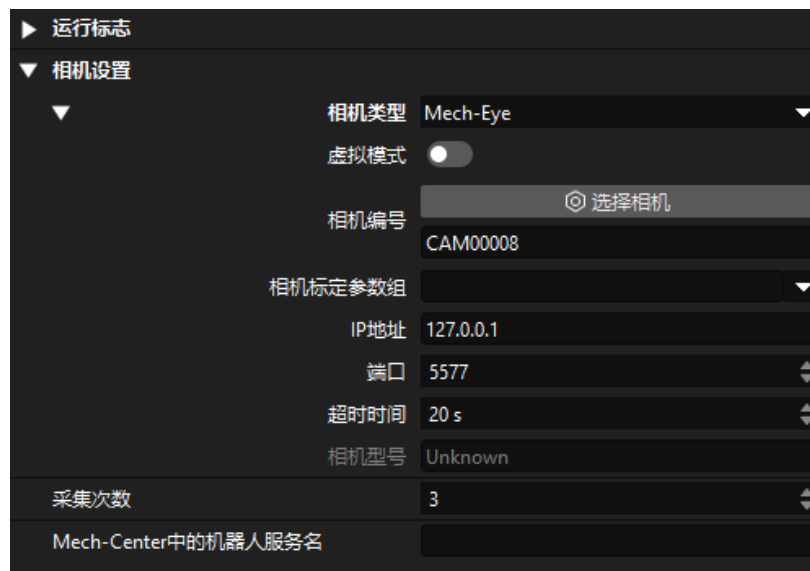 运行标志
相机设置
相机类型 Mech-Eye
虚拟模式
选择相机
相机编号
CAM00008
相机标定参数组
IP地址 127.0.0.1
端口 5577
超时时间 20 s
相机型号 Unknown
采集次数 3
Mech-Center中的机器人服务名